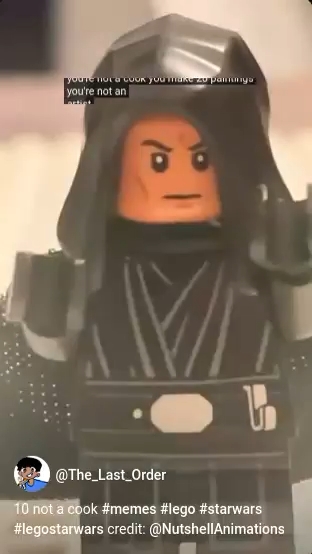 you're not a cook you make 20 paintings
you're not an
artist
@The_Last_Order
10 not a cook #memes #lego #starwars
#legostarwars credit: @NutshellAnimations